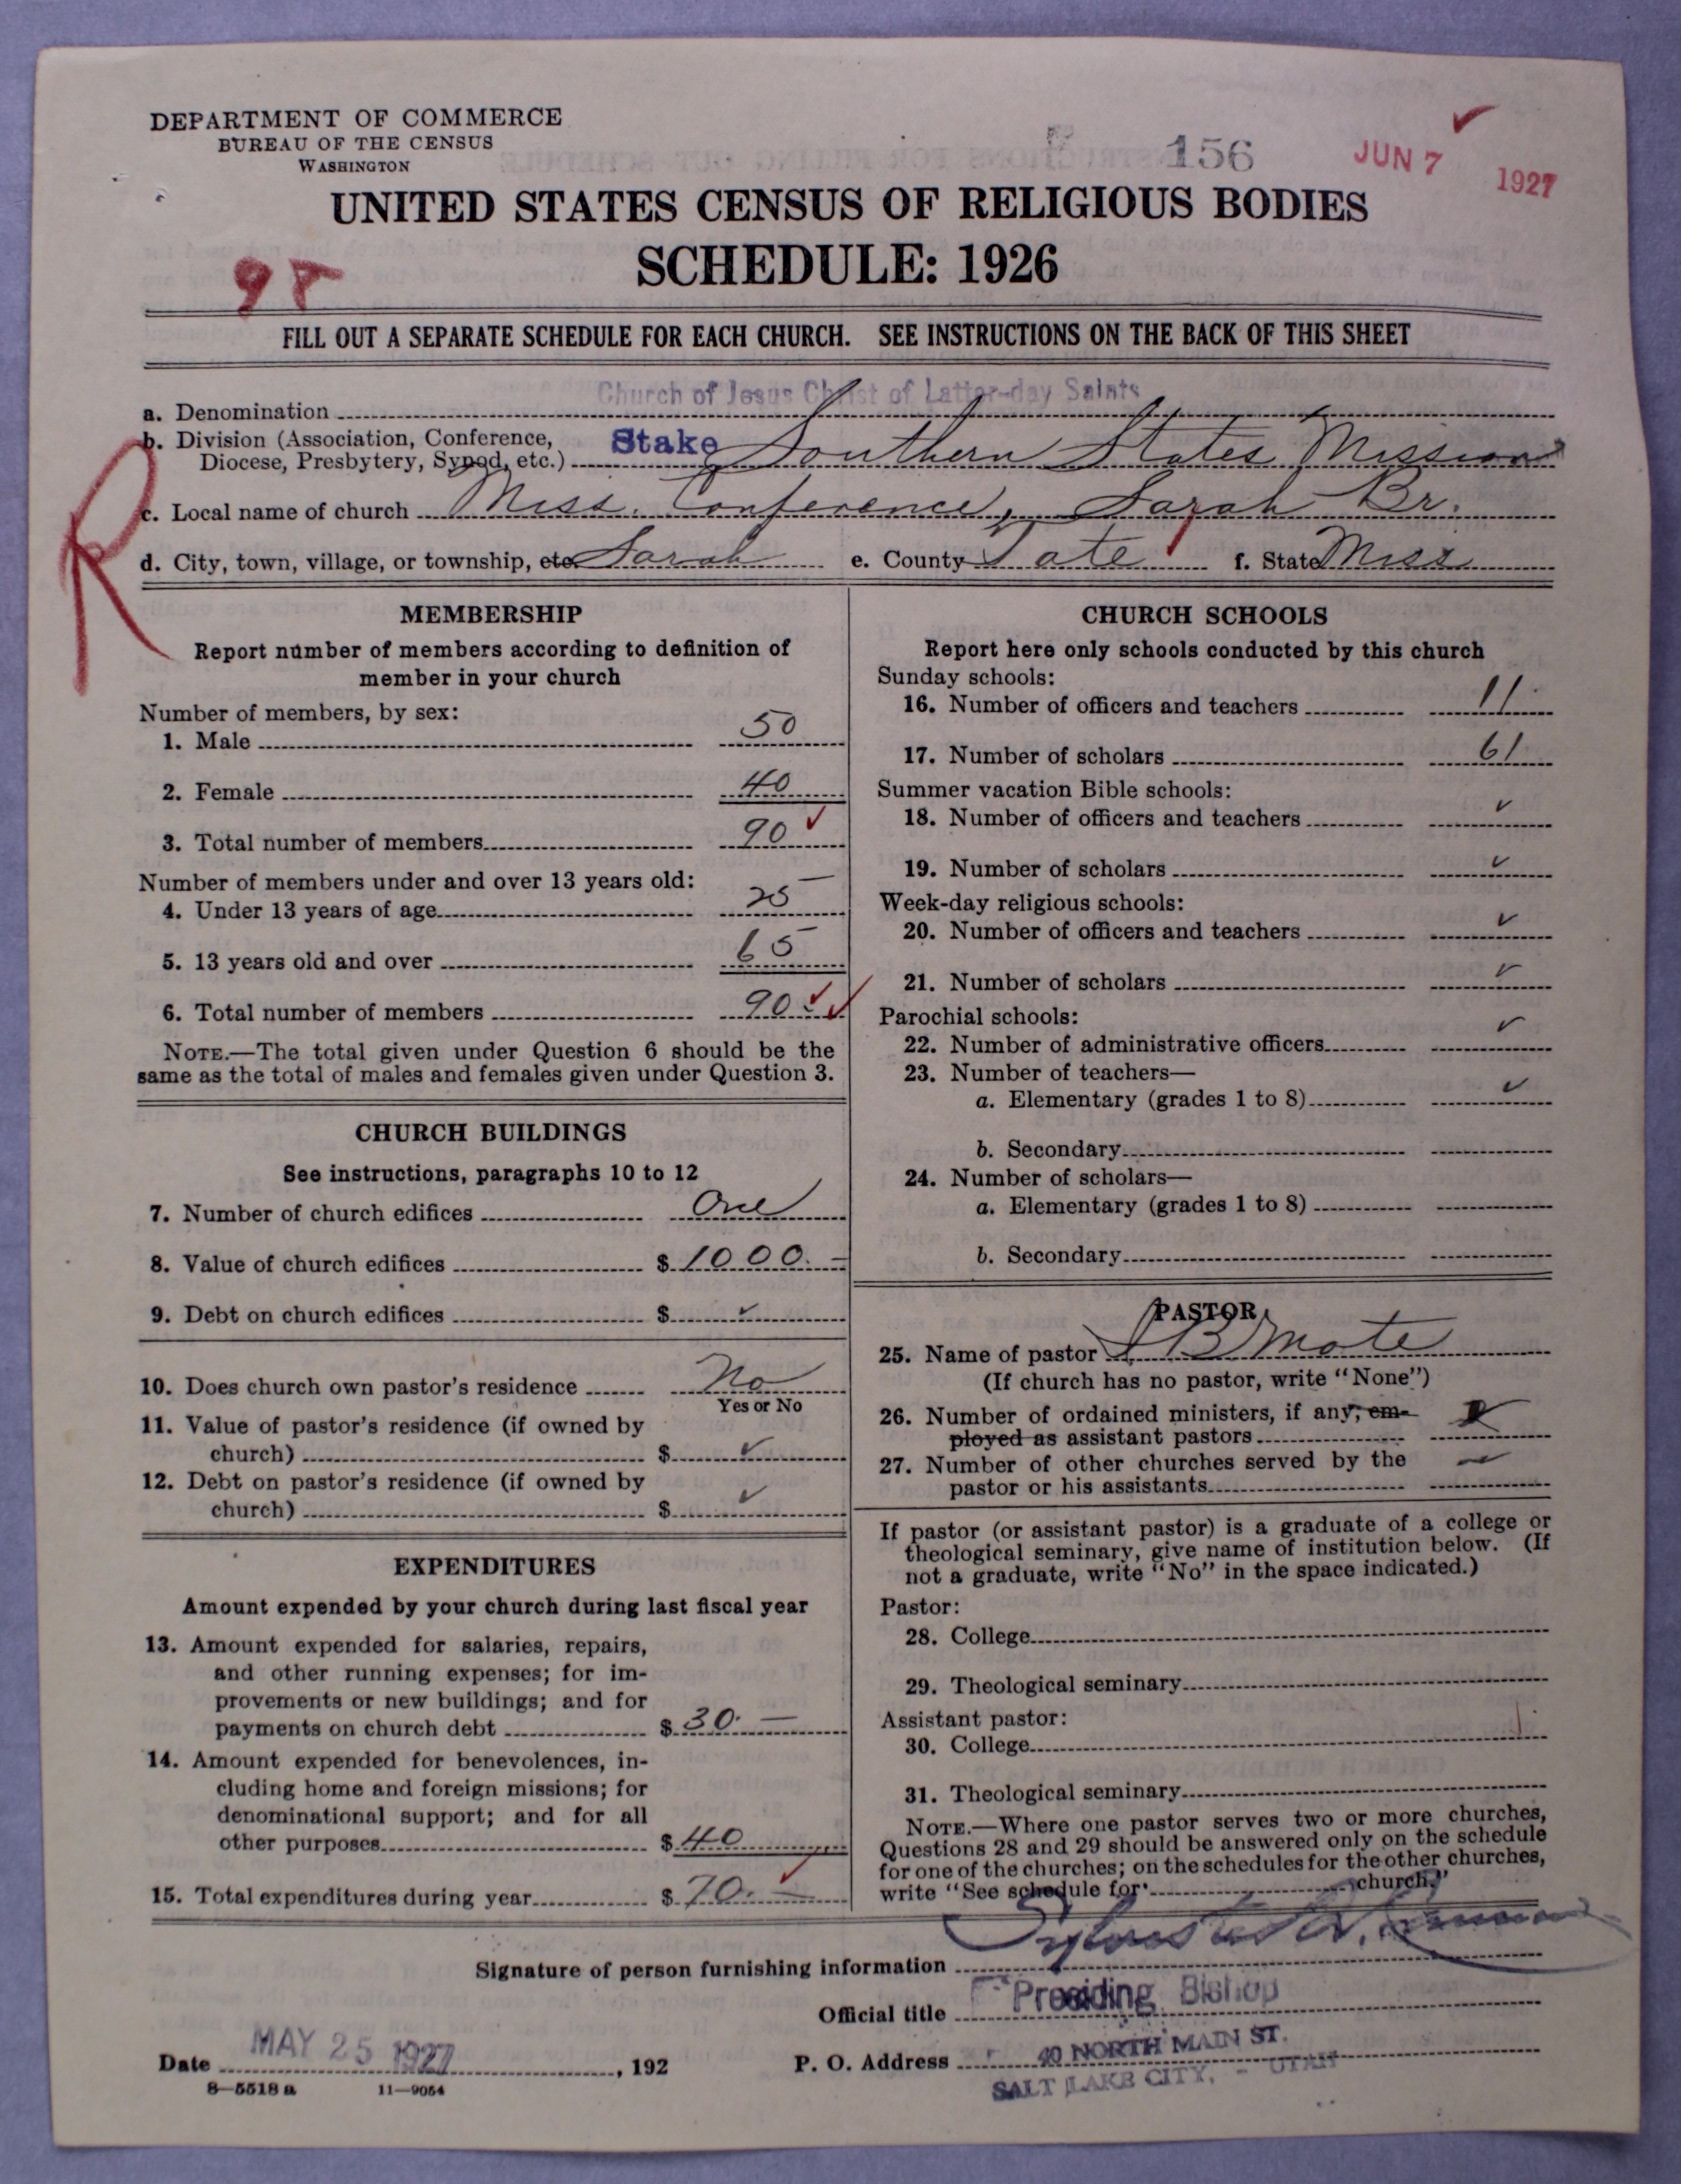 DEPARTMENT OF COMMERCE
BUREAU OF THE CENSUS
WASHINGTON
156
JUN 7 1927
UNITED STATES CENSUS OF RELIGIOUS BODIES
SCHEDULE: 1926
FILL OUT A SEPARATE SCHEDULE FOR EACH CHURCH. SEE INSTRUCTIONS ON THE BACK OF THIS SHEET
R
a. Denomination Church of Jesus Christ of Latter-day Saints
b. Division (Association, Conference, Diocese, Presbytery, Synod, etc.) Stake Southern States Mission
c. Local name of church Miss. Conference, Sarah Br.
d. City, town, village, or township, etc. Sarah e. County Tate f. State Miss
MEMBERSHIP
Report number of members according to definition of
member in your church
Number of members, by sex:
1. Male 50
2. Female 40
3. Total number of members 90
Number of members under and over 13 years old:
4. Under 13 years of age 25
5. 13 years old and over 65
6. Total number of members 90
NOTE.—The total given under Question 6 should be the
same as the total of males and females given under Question 3.
CHURCH BUILDINGS
See instructions, paragraphs 10 to 12
7. Number of church edifices One
8. Value of church edifices $ 1000.—
9. Debt on church edifices $ ✓
10. Does church own pastor's residence No
Yes or No
11. Value of pastor's residence (if owned by
church) $ ✓
12. Debt on pastor's residence (if owned by
church) $ ✓
EXPENDITURES
Amount expended by your church during last fiscal year
13. Amount expended for salaries, repairs,
and other running expenses; for im-
provements or new buildings; and for
payments on church debt $ 30.—
14. Amount expended for benevolences, in-
cluding home and foreign missions; for
denominational support; and for all
other purposes $ 40
15. Total expenditures during year $ 70.—
CHURCH SCHOOLS
Report here only schools conducted by this church
Sunday schools:
16. Number of officers and teachers 11
17. Number of scholars 61
Summer vacation Bible schools:
18. Number of officers and teachers ✓
19. Number of scholars ✓
Week-day religious schools:
20. Number of officers and teachers ✓
21. Number of scholars ✓
Parochial schools:
22. Number of administrative officers ✓
23. Number of teachers—
a. Elementary (grades 1 to 8) ✓
b. Secondary
24. Number of scholars—
a. Elementary (grades 1 to 8)
b. Secondary
PASTOR
25. Name of pastor B Mote
(If church has no pastor, write "None")
26. Number of ordained ministers, if any, em-
ployed as assistant pastors
27. Number of other churches served by the
pastor or his assistants
If pastor (or assistant pastor) is a graduate of a college or
theological seminary, give name of institution below. (If
not a graduate, write "No" in the space indicated.)
Pastor:
28. College
29. Theological seminary
Assistant pastor:
30. College
31. Theological seminary
NOTE.—Where one pastor serves two or more churches,
Questions 28 and 29 should be answered only on the schedule
for one of the churches; on the schedules for the other churches,
write "See schedule for church."
Signature of person furnishing information Sylvester Q. Cannon
Official title Presiding Bishop
Date MAY 25 1927, 192 P. O. Address 40 NORTH MAIN ST.
SALT LAKE CITY, - UTAH
8—5518 a 11—9054